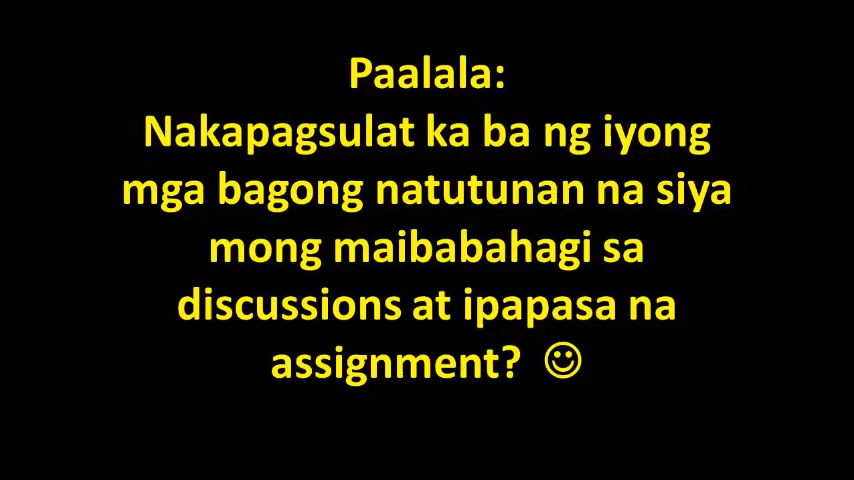 Paalala:
Nakapagsulat ka ba ng iyong
mga bagong natutunan na siya
mong maibabahagi sa
discussions at ipapasa na
assignment? ☺